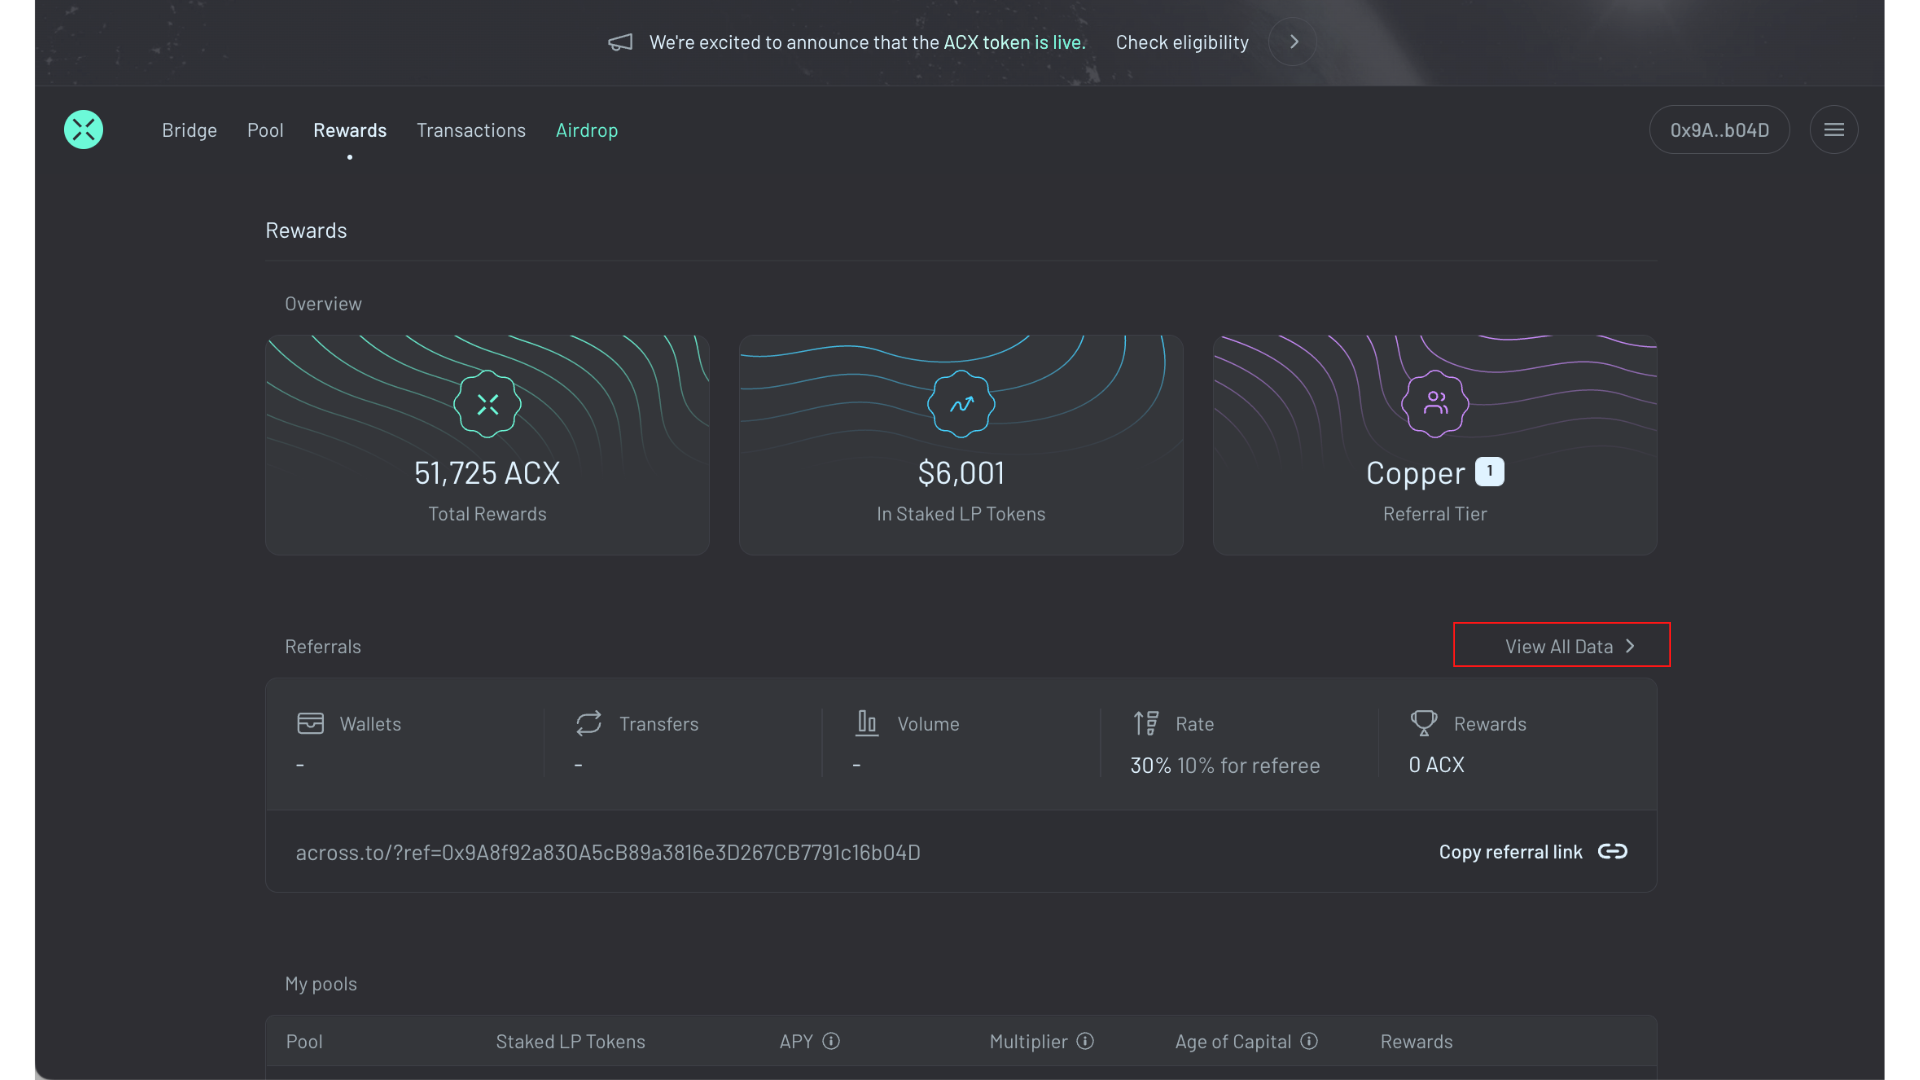 We're excited to announce that the ACX token is live. Check eligibility
Bridge Pool Rewards Transactions Airdrop 0x9A..b04D
Rewards
Overview
51,725 ACX
Total Rewards
$6,001
In Staked LP Tokens
Copper 1
Referral Tier
Referrals View All Data
Wallets Transfers Volume Rate Rewards
- - - 30% 10% for referee 0 ACX
across.to/?ref=0x9A8f92a830A5cB89a3816e3D267CB7791c16b04D Copy referral link
My pools
Pool Staked LP Tokens APY Multiplier Age of Capital Rewards